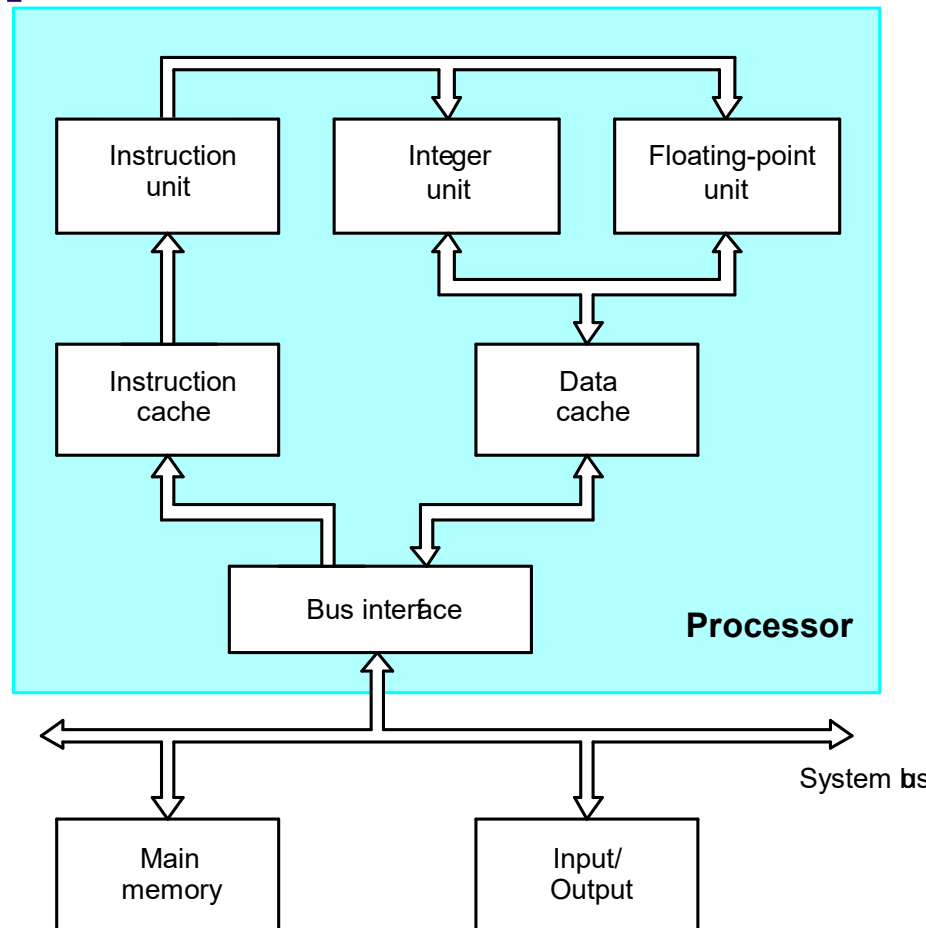 Instruction
unit
Integer
unit
Floating-point
unit
Instruction
cache
Data
cache
Bus interface
Processor
System bus
Main
memory
Input/
Output